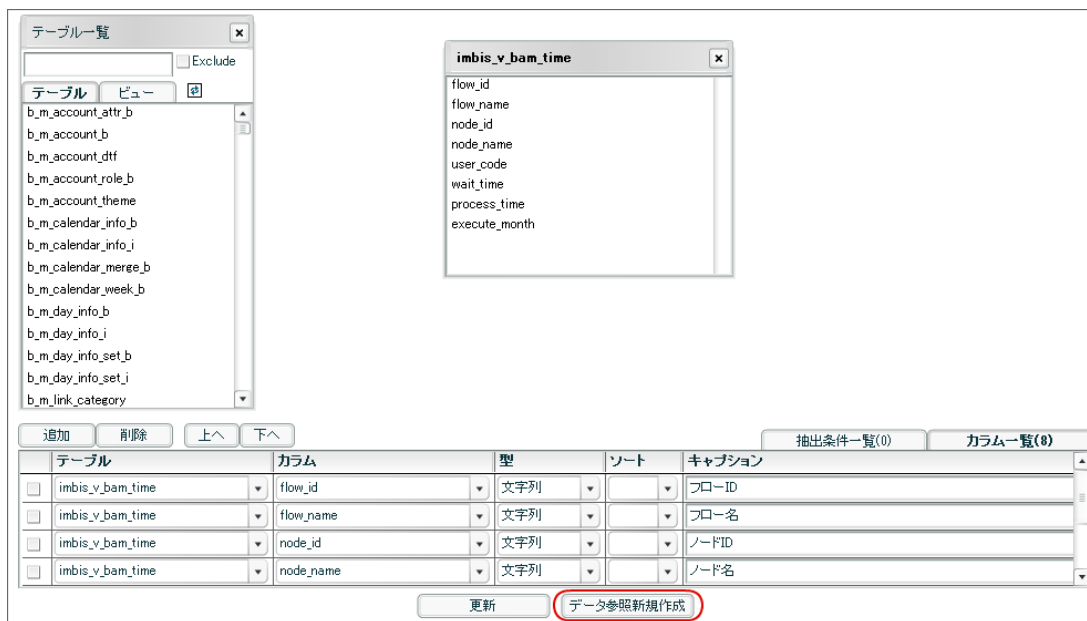 テーブル一覧
Exclude
テーブル ビュー
b_m_account_attr_b
b_m_account_b
b_m_account_dtf
b_m_account_role_b
b_m_account_theme
b_m_calendar_info_b
b_m_calendar_info_i
b_m_calendar_merge_b
b_m_calendar_week_b
b_m_day_info_b
b_m_day_info_i
b_m_day_info_set_b
b_m_day_info_set_i
b_m_link_category
imbis_v_bam_time
flow_id
flow_name
node_id
node_name
user_code
wait_time
process_time
execute_month
追加 削除 上へ 下へ
抽出条件一覧(0) カラム一覧(8)
テーブル カラム 型 ソート キャプション
imbis_v_bam_time flow_id 文字列 フローID
imbis_v_bam_time flow_name 文字列 フロー名
imbis_v_bam_time node_id 文字列 ノードID
imbis_v_bam_time node_name 文字列 ノード名
更新 データ参照新規作成